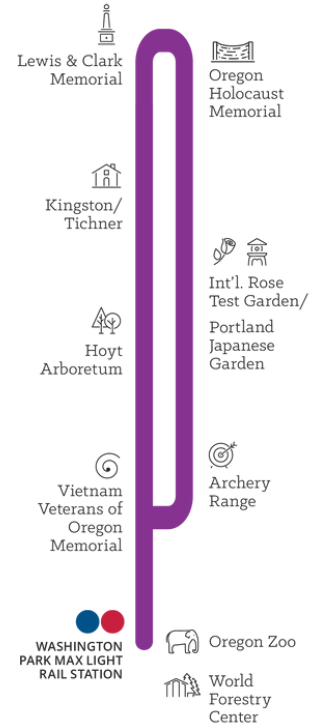 Lewis & Clark
Memorial
Oregon
Holocaust
Memorial
Kingston/
Tichner
Int'l. Rose
Test Garden/
Portland
Japanese
Garden
Hoyt
Arboretum
Vietnam
Veterans of
Oregon
Memorial
Archery
Range
WASHINGTON
PARK MAX LIGHT
RAIL STATION
Oregon Zoo
World
Forestry
Center